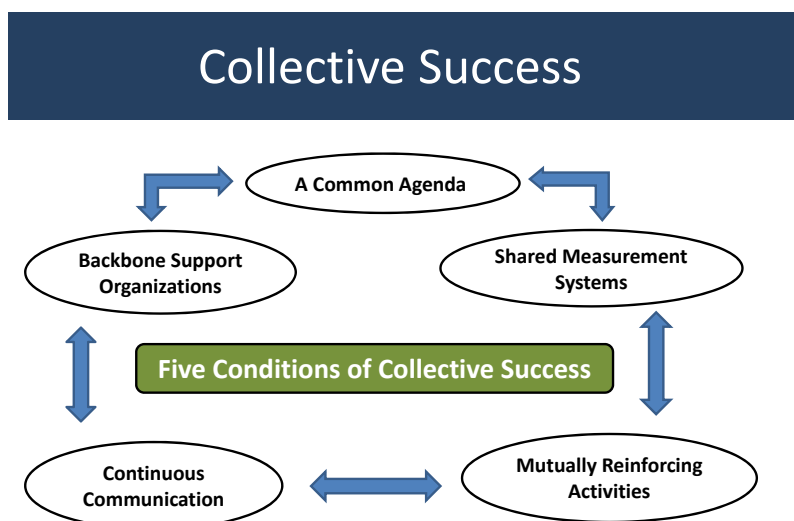 Collective Success
A Common Agenda
Backbone Support
Organizations
Shared Measurement
Systems
Five Conditions of Collective Success
Continuous
Communication
Mutually Reinforcing
Activities